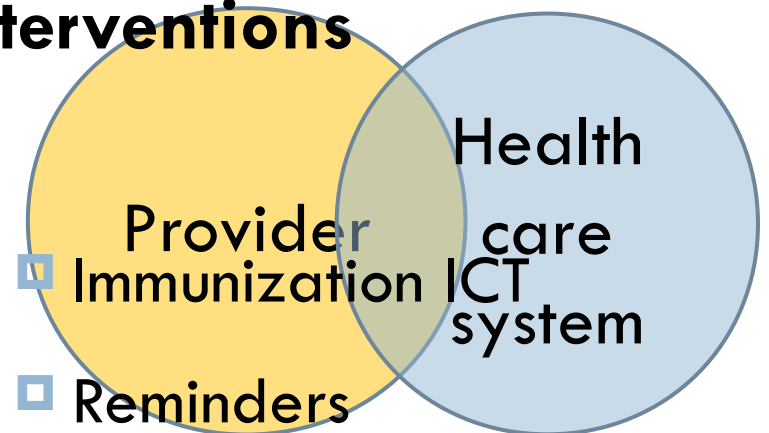 terventions
Health
Provider
care
Immunization ICT
system
Reminders